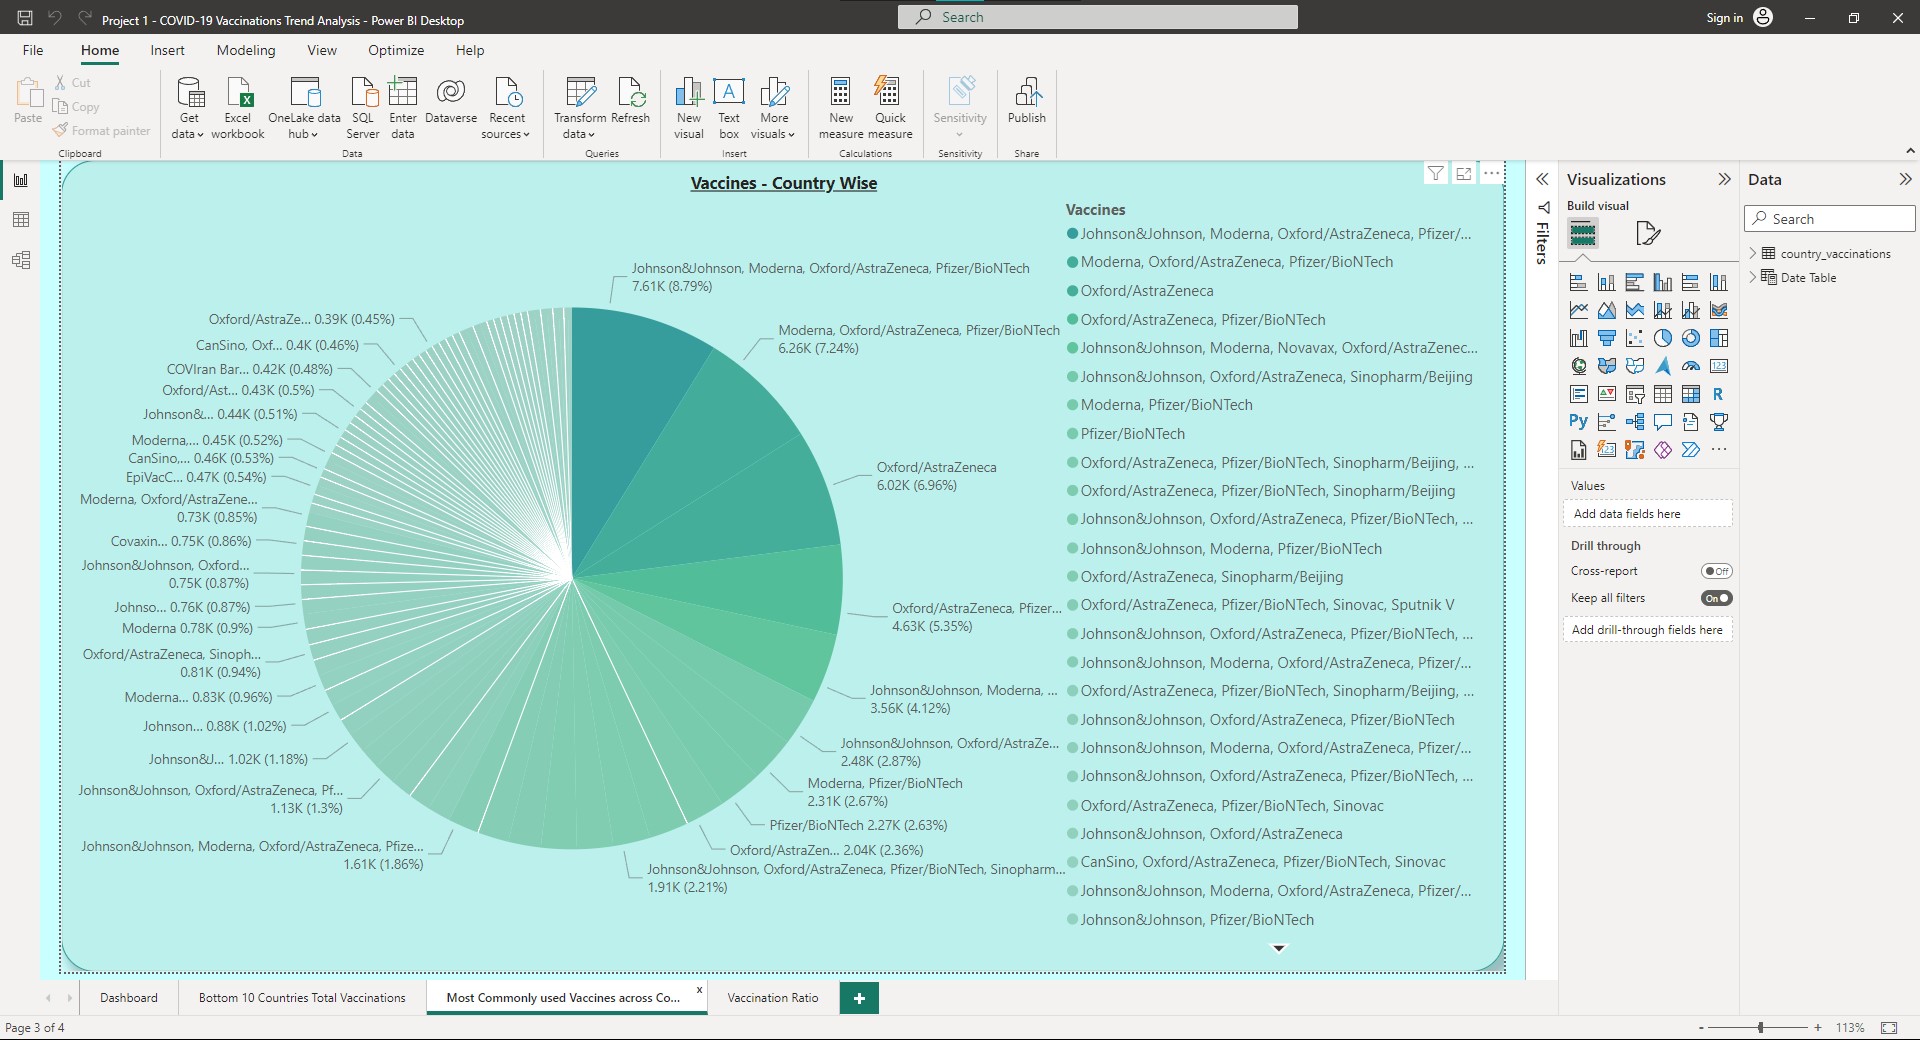 Project 1 - COVID-19 Vaccinations Trend Analysis - Power BI Desktop
Search
Sign in
File Home Insert Modeling View Optimize Help
Paste
Cut
Copy
Format painter
Clipboard
Get data
Excel workbook
OneLake data hub
SQL Server
Enter data
Dataverse
Recent sources
Data
Transform data
Refresh
Queries
New visual
Text box
More visuals
Insert
New measure
Quick measure
Calculations
Sensitivity
Sensitivity
Publish
Share
Vaccines - Country Wise
Johnson&Johnson, Moderna, Oxford/AstraZeneca, Pfizer/BioNTech
7.61K (8.79%)
Moderna, Oxford/AstraZeneca, Pfizer/BioNTech
6.26K (7.24%)
Oxford/AstraZeneca
6.02K (6.96%)
Oxford/AstraZeneca, Pfizer...
4.63K (5.35%)
Johnson&Johnson, Moderna, ...
3.56K (4.12%)
Johnson&Johnson, Oxford/AstraZe...
2.48K (2.87%)
Moderna, Pfizer/BioNTech
2.31K (2.67%)
Pfizer/BioNTech 2.27K (2.63%)
Oxford/AstraZen... 2.04K (2.36%)
Johnson&Johnson, Oxford/AstraZeneca, Pfizer/BioNTech, Sinopharm...
1.91K (2.21%)
Oxford/AstraZe... 0.39K (0.45%)
CanSino, Oxf... 0.4K (0.46%)
COVIran Bar... 0.42K (0.48%)
Oxford/Ast... 0.43K (0.5%)
Johnson&... 0.44K (0.51%)
Moderna,... 0.45K (0.52%)
CanSino,... 0.46K (0.53%)
EpiVacC... 0.47K (0.54%)
Moderna, Oxford/AstraZene...
0.73K (0.85%)
Covaxin... 0.75K (0.86%)
Johnson&Johnson, Oxford...
0.75K (0.87%)
Johnso... 0.76K (0.87%)
Moderna 0.78K (0.9%)
Oxford/AstraZeneca, Sinoph...
0.81K (0.94%)
Moderna... 0.83K (0.96%)
Johnson... 0.88K (1.02%)
Johnson&J... 1.02K (1.18%)
Johnson&Johnson, Oxford/AstraZeneca, Pf...
1.13K (1.3%)
Johnson&Johnson, Moderna, Oxford/AstraZeneca, Pfize...
1.61K (1.86%)
Vaccines
Johnson&Johnson, Moderna, Oxford/AstraZeneca, Pfizer/...
Moderna, Oxford/AstraZeneca, Pfizer/BioNTech
Oxford/AstraZeneca
Oxford/AstraZeneca, Pfizer/BioNTech
Johnson&Johnson, Moderna, Novavax, Oxford/AstraZenec...
Johnson&Johnson, Oxford/AstraZeneca, Sinopharm/Beijing
Moderna, Pfizer/BioNTech
Pfizer/BioNTech
Oxford/AstraZeneca, Pfizer/BioNTech, Sinopharm/Beijing, ...
Oxford/AstraZeneca, Pfizer/BioNTech, Sinopharm/Beijing
Johnson&Johnson, Oxford/AstraZeneca, Pfizer/BioNTech, ...
Johnson&Johnson, Moderna, Pfizer/BioNTech
Oxford/AstraZeneca, Sinopharm/Beijing
Oxford/AstraZeneca, Pfizer/BioNTech, Sinovac, Sputnik V
Johnson&Johnson, Oxford/AstraZeneca, Pfizer/BioNTech, ...
Johnson&Johnson, Moderna, Oxford/AstraZeneca, Pfizer/...
Oxford/AstraZeneca, Pfizer/BioNTech, Sinopharm/Beijing, ...
Johnson&Johnson, Oxford/AstraZeneca, Pfizer/BioNTech
Johnson&Johnson, Moderna, Oxford/AstraZeneca, Pfizer/...
Johnson&Johnson, Oxford/AstraZeneca, Pfizer/BioNTech, ...
Oxford/AstraZeneca, Pfizer/BioNTech, Sinovac
Johnson&Johnson, Oxford/AstraZeneca
CanSino, Oxford/AstraZeneca, Pfizer/BioNTech, Sinovac
Johnson&Johnson, Moderna, Oxford/AstraZeneca, Pfizer/...
Johnson&Johnson, Pfizer/BioNTech
Filters
Visualizations
Build visual
R
Py
123
Values
Add data fields here
Drill through
Cross-report
Off
Keep all filters
On
Add drill-through fields here
Data
Search
country_vaccinations
Date Table
Dashboard
Bottom 10 Countries Total Vaccinations
Most Commonly used Vaccines across Co...
x
Vaccination Ratio
+
Page 3 of 4
- + 113%